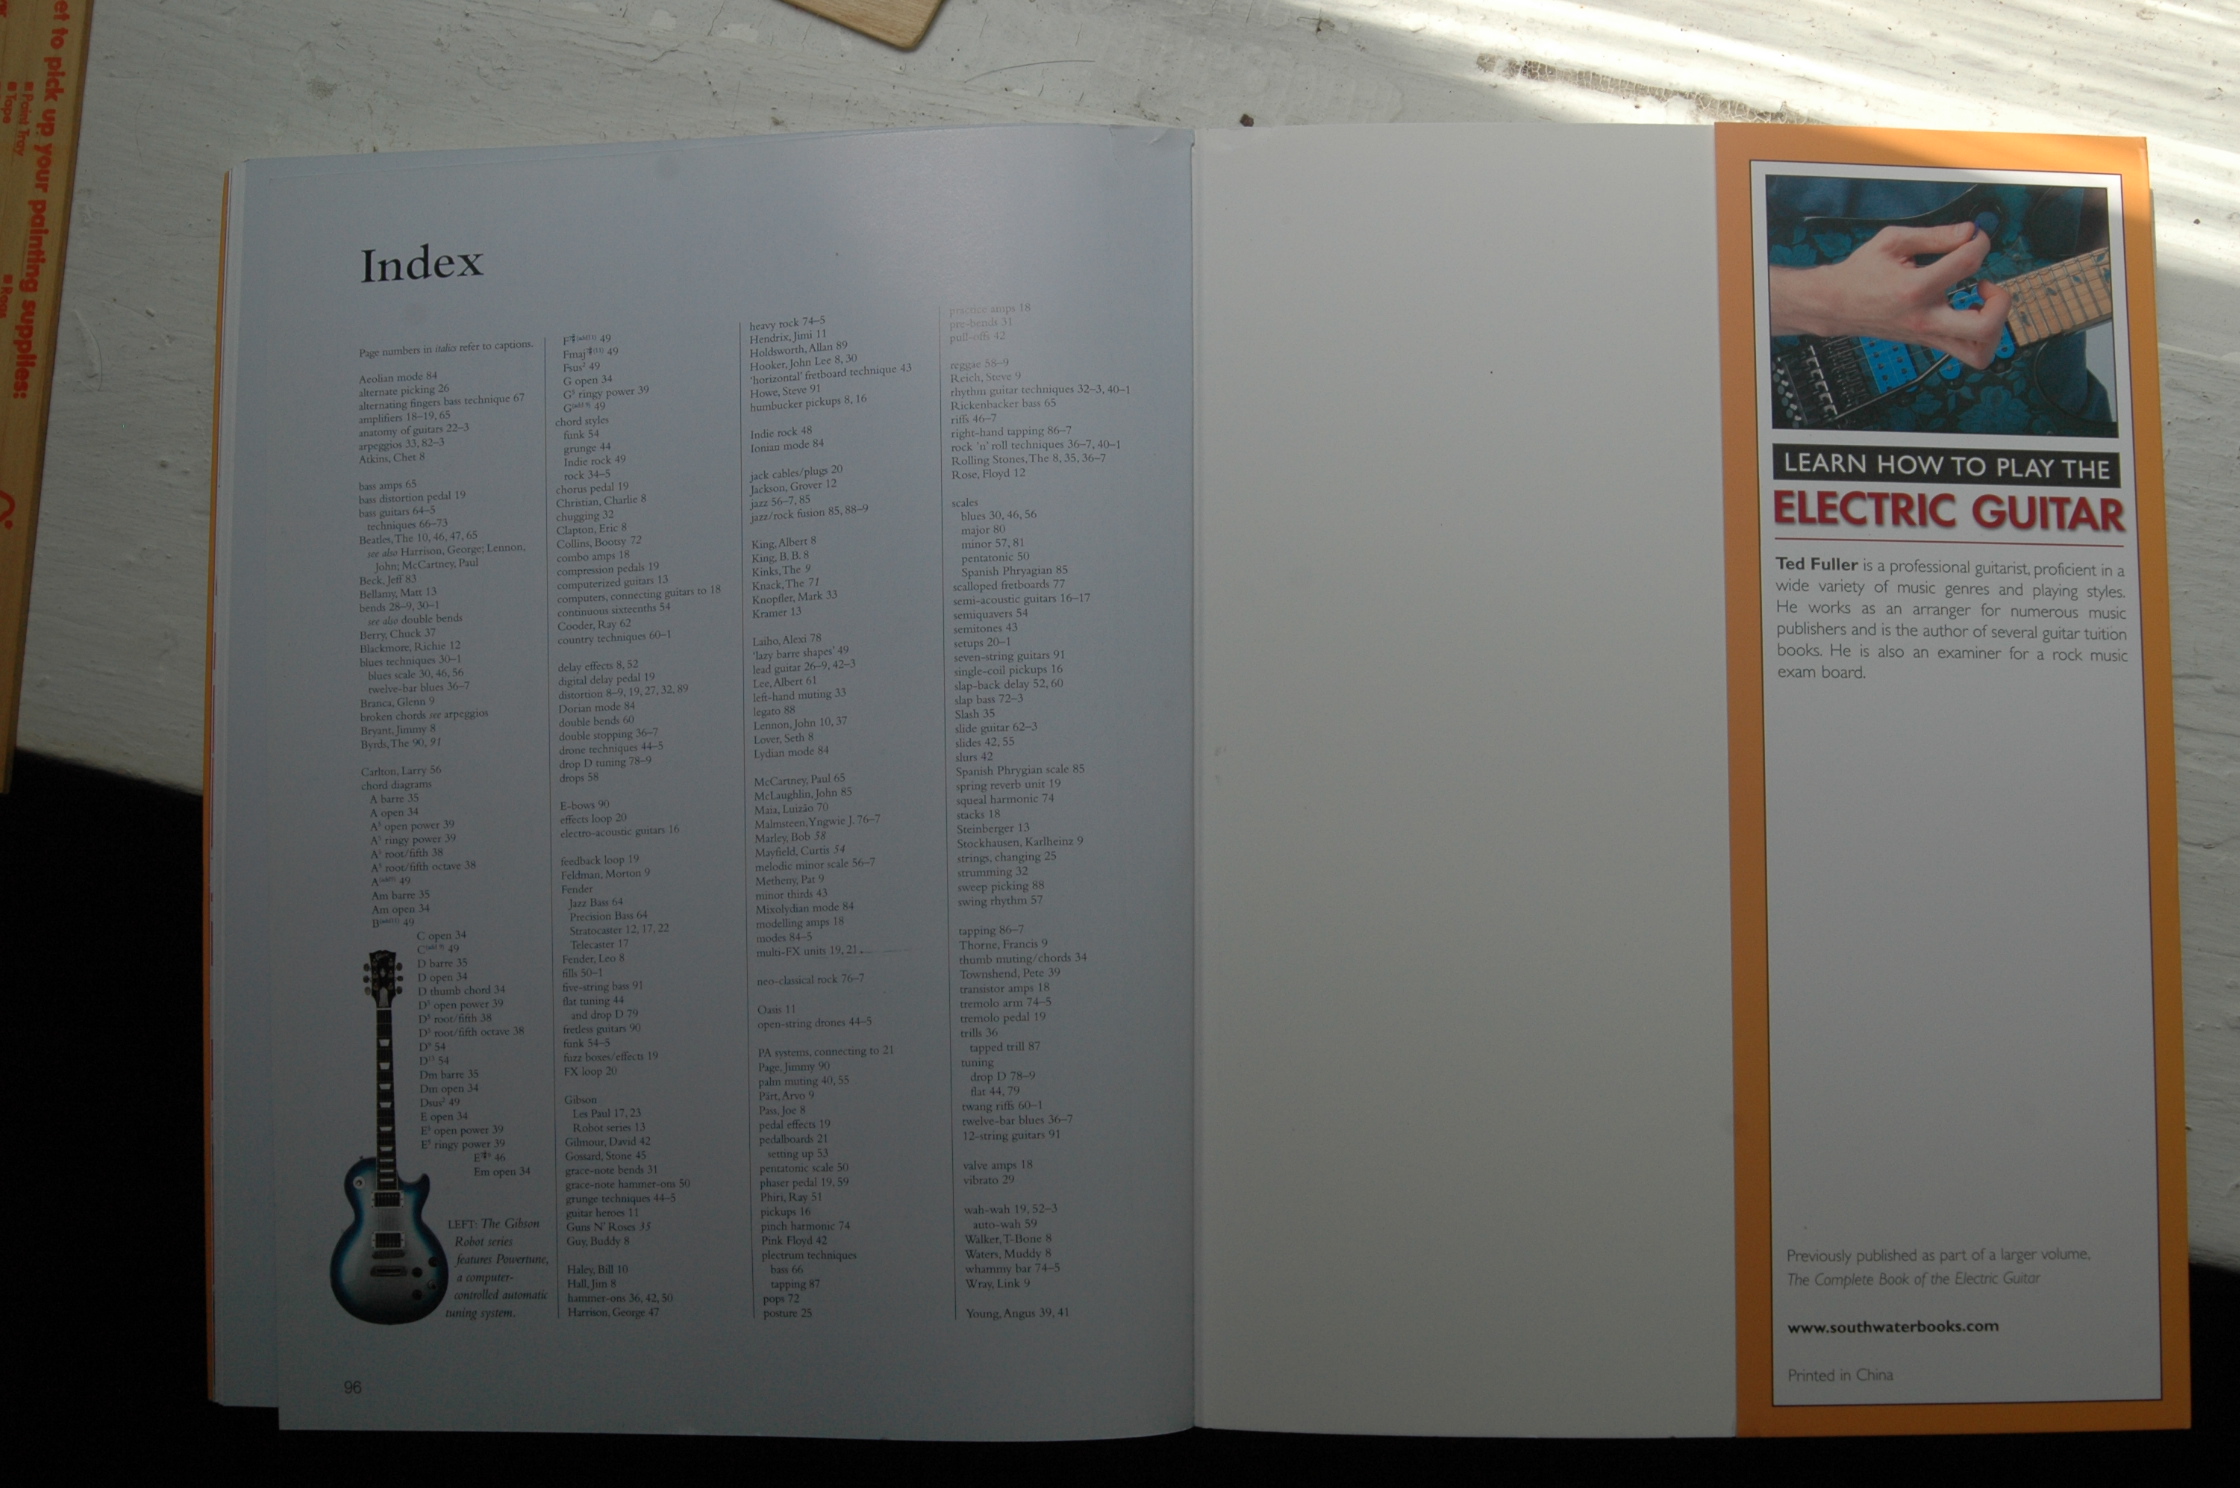 et to pick up your painting supplies:
Paint Tray
Tape
Index
Page numbers in italics refer to captions.
Aeolian mode 84
alternate picking 26
alternating fingers bass technique 67
amplifiers 18–19, 65
anatomy of guitars 22–3
arpeggios 33, 82–3
Atkins, Chet 8
bass amps 65
bass distortion pedal 19
bass guitars 64–5
techniques 66–73
Beatles, The 10, 46, 47, 65
see also Harrison, George; Lennon,
John; McCartney, Paul
Beck, Jeff 83
Bellamy, Matt 13
bends 28–9, 30–1
see also double bends
Berry, Chuck 37
Blackmore, Richie 12
blues techniques 30–1
blues scale 30, 46, 56
twelve-bar blues 36–7
Branca, Glenn 9
broken chords see arpeggios
Bryant, Jimmy 8
Byrds, The 90, 91
Carlton, Larry 56
chord diagrams
A barre 35
A open 34
A⁵ open power 39
A⁵ ringy power 39
A⁵ root/fifth 38
A⁵ root/fifth octave 38
A 49
Am barre 35
Am open 34
B 49
C open 34
C 49
D barre 35
D open 34
D thumb chord 34
D⁵ open power 39
D⁵ root/fifth 38
D⁵ root/fifth octave 38
D⁹ 54
D¹³ 54
Dm barre 35
Dm open 34
Dsus² 49
E open 34
E⁵ open power 39
E⁵ ringy power 39
46
Em open 34
LEFT: The Gibson
Robot series
features Powertune,
a computer-
controlled automatic
tuning system.
96
49
49
Fsus² 49
G open 34
G⁵ ringy power 39
G 49
chord styles
funk 54
grunge 44
Indie rock 49
rock 34–5
chorus pedal 19
Christian, Charlie 8
chugging 32
Clapton, Eric 8
Collins, Bootsy 72
combo amps 18
compression pedals 19
computerized guitars 13
computers, connecting guitars to 18
continuous sixteenths 54
Cooder, Ray 62
country techniques 60–1
delay effects 8, 52
digital delay pedal 19
distortion 8–9, 19, 27, 32, 89
Dorian mode 84
double bends 60
double stopping 36–7
drone techniques 44–5
drop D tuning 78–9
drops 58
E-bows 90
effects loop 20
electro-acoustic guitars 16
feedback loop 19
Feldman, Morton 9
Fender
Jazz Bass 64
Precision Bass 64
Stratocaster 12, 17, 22
Telecaster 17
Fender, Leo 8
fills 50–1
five-string bass 91
flat tuning 44
and drop D 79
fretless guitars 90
funk 54–5
fuzz boxes/effects 19
FX loop 20
Gibson
Les Paul 17, 23
Robot series 13
Gilmour, David 42
Gossard, Stone 45
grace-note bends 31
grace-note hammer-ons 50
grunge techniques 44–5
guitar heroes 11
Guns N' Roses 35
Guy, Buddy 8
Haley, Bill 10
Hall, Jim 8
hammer-ons 36, 42, 50
Harrison, George 47
heavy rock 74–5
Hendrix, Jimi 11
Holdsworth, Allan 89
Hooker, John Lee 8, 30
'horizontal' fretboard technique 43
Howe, Steve 91
humbucker pickups 8, 16
Indie rock 48
Ionian mode 84
jack cables/plugs 20
Jackson, Grover 12
jazz 56–7, 85
jazz/rock fusion 85, 88–9
King, Albert 8
King, B. B. 8
Kinks, The 9
Knack, The 71
Knopfler, Mark 33
Kramer 13
Laiho, Alexi 78
'lazy barre shapes' 49
lead guitar 26–9, 42–3
Lee, Albert 61
left-hand muting 33
legato 88
Lennon, John 10, 37
Lover, Seth 8
Lydian mode 84
McCartney, Paul 65
McLaughlin, John 85
Maia, Luizão 70
Malmsteen, Yngwie J. 76–7
Marley, Bob 58
Mayfield, Curtis 54
melodic minor scale 56–7
Metheny, Pat 9
minor thirds 43
Mixolydian mode 84
modelling amps 18
modes 84–5
multi-FX units 19, 21
neo-classical rock 76–7
Oasis 11
open-string drones 44–5
PA systems, connecting to 21
Page, Jimmy 90
palm muting 40, 55
Pärt, Arvo 9
Pass, Joe 8
pedal effects 19
pedalboards 21
setting up 53
pentatonic scale 50
phaser pedal 19, 59
Phiri, Ray 51
pickups 16
pinch harmonic 74
Pink Floyd 42
plectrum techniques
bass 66
tapping 87
pops 72
posture 25
practice amps 18
pre-bends 31
pull-offs 42
reggae 58–9
Reich, Steve 9
rhythm guitar techniques 32–3, 40–1
Rickenbacker bass 65
riffs 46–7
right-hand tapping 86–7
rock 'n' roll techniques 36–7, 40–1
Rolling Stones, The 8, 35, 36–7
Rose, Floyd 12
scales
blues 30, 46, 56
major 80
minor 57, 81
pentatonic 50
Spanish Phryagian 85
scalloped fretboards 77
semi-acoustic guitars 16–17
semiquavers 54
semitones 43
setups 20–1
seven-string guitars 91
single-coil pickups 16
slap-back delay 52, 60
slap bass 72–3
Slash 35
slide guitar 62–3
slides 42, 55
slurs 42
Spanish Phrygian scale 85
spring reverb unit 19
squeal harmonic 74
stacks 18
Steinberger 13
Stockhausen, Karlheinz 9
strings, changing 25
strumming 32
sweep picking 88
swing rhythm 57
tapping 86–7
Thorne, Francis 9
thumb muting/chords 34
Townshend, Pete 39
transistor amps 18
tremolo arm 74–5
tremolo pedal 19
trills 36
tapped trill 87
tuning
drop D 78–9
flat 44, 79
twang riffs 60–1
twelve-bar blues 36–7
12-string guitars 91
valve amps 18
vibrato 29
wah-wah 19, 52–3
auto-wah 59
Walker, T-Bone 8
Waters, Muddy 8
whammy bar 74–5
Wray, Link 9
Young, Angus 39, 41
LEARN HOW TO PLAY THE
ELECTRIC GUITAR
Ted Fuller is a professional guitarist, proficient in a
wide variety of music genres and playing styles.
He works as an arranger for numerous music
publishers and is the author of several guitar tuition
books. He is also an examiner for a rock music
exam board.
Previously published as part of a larger volume,
The Complete Book of the Electric Guitar
www.southwaterbooks.com
Printed in China